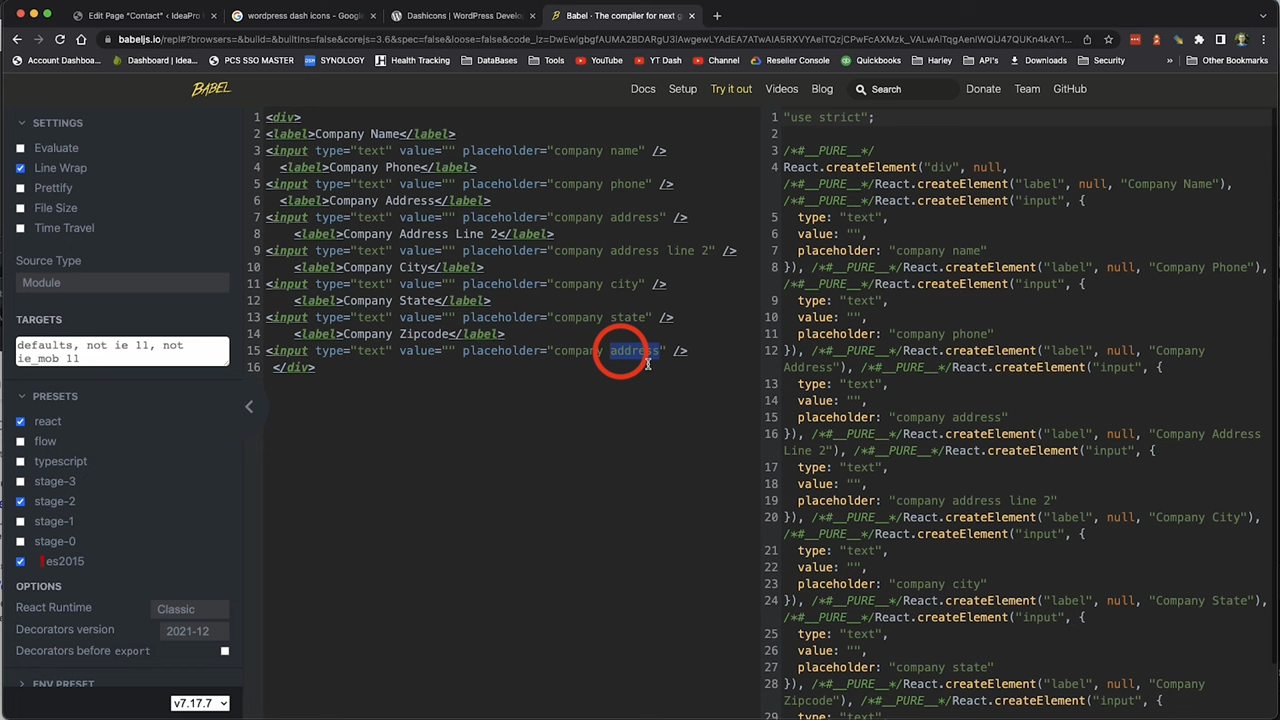 Edit Page "Contact" ‹ IdeaPro
wordpress dash icons - Google
Dashicons | WordPress Develo
Babel · The compiler for next g
babeljs.io/repl#?browsers=&build=&builtIns=false&corejs=3.6&spec=false&loose=false&code_lz=
Account Dashboa...
Dashboard | Idea...
PCS SSO MASTER
SYNOLOGY
Health Tracking
DataBases
Tools
YouTube
YT Dash
Channel
Reseller Console
Quickbooks
Harley
API's
Downloads
Security
»
Other Bookmarks
BABEL
Docs
Setup
Try it out
Videos
Blog
Search
Donate
Team
GitHub
SETTINGS
Evaluate
Line Wrap
Prettify
File Size
Time Travel
Source Type
Module
TARGETS
defaults, not ie 11, not
ie_mob 11
PRESETS
react
flow
typescript
stage-3
stage-2
stage-1
stage-0
es2015
OPTIONS
React Runtime Classic
Decorators version 2021-12
Decorators before export
ENV PRESET
v7.17.7
1 <div>
2 <label>Company Name</label>
3 <input type="text" value="" placeholder="company name" />
4 <label>Company Phone</label>
5 <input type="text" value="" placeholder="company phone" />
6 <label>Company Address</label>
7 <input type="text" value="" placeholder="company address" />
8 <label>Company Address Line 2</label>
9 <input type="text" value="" placeholder="company address line 2" />
10 <label>Company City</label>
11 <input type="text" value="" placeholder="company city" />
12 <label>Company State</label>
13 <input type="text" value="" placeholder="company state" />
14 <label>Company Zipcode</label>
15 <input type="text" value="" placeholder="company address" />
16 </div>
1 "use strict";
2
3 /*#__PURE__*/
4 React.createElement("div", null,
/*#__PURE__*/React.createElement("label", null, "Company Name"),
/*#__PURE__*/React.createElement("input", {
5 type: "text",
6 value: "",
7 placeholder: "company name"
8 }), /*#__PURE__*/React.createElement("label", null, "Company Phone"),
/*#__PURE__*/React.createElement("input", {
9 type: "text",
10 value: "",
11 placeholder: "company phone"
12 }), /*#__PURE__*/React.createElement("label", null, "Company
Address"), /*#__PURE__*/React.createElement("input", {
13 type: "text",
14 value: "",
15 placeholder: "company address"
16 }), /*#__PURE__*/React.createElement("label", null, "Company Address
Line 2"), /*#__PURE__*/React.createElement("input", {
17 type: "text",
18 value: "",
19 placeholder: "company address line 2"
20 }), /*#__PURE__*/React.createElement("label", null, "Company City"),
/*#__PURE__*/React.createElement("input", {
21 type: "text",
22 value: "",
23 placeholder: "company city"
24 }), /*#__PURE__*/React.createElement("label", null, "Company State"),
/*#__PURE__*/React.createElement("input", {
25 type: "text",
26 value: "",
27 placeholder: "company state"
28 }), /*#__PURE__*/React.createElement("label", null, "Company
Zipcode"), /*#__PURE__*/React.createElement("input", {
29 type: "text",